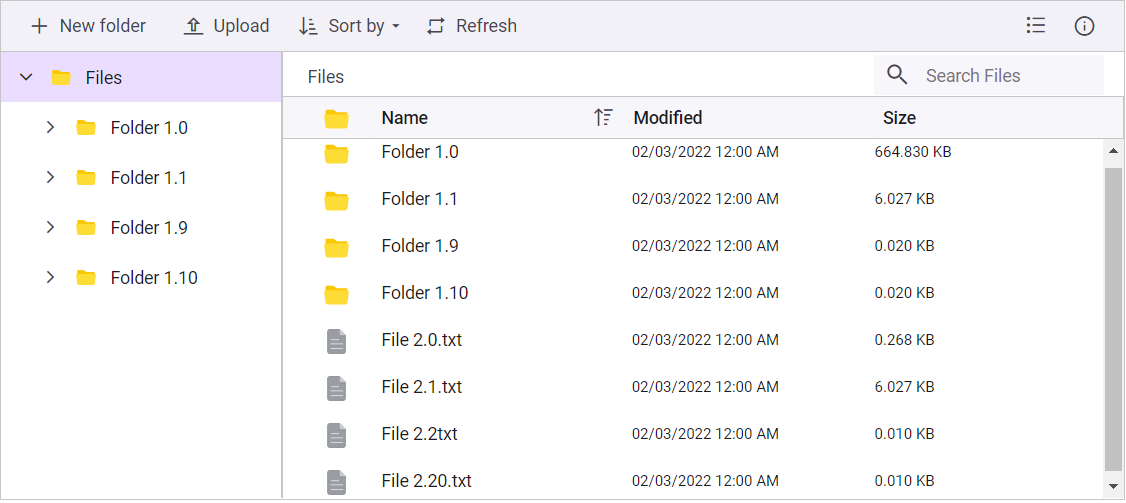 New folder Upload Sort by Refresh
Files
Folder 1.0
Folder 1.1
Folder 1.9
Folder 1.10
Files Search Files
Name Modified Size
Folder 1.0 02/03/2022 12:00 AM 664.830 KB
Folder 1.1 02/03/2022 12:00 AM 6.027 KB
Folder 1.9 02/03/2022 12:00 AM 0.020 KB
Folder 1.10 02/03/2022 12:00 AM 0.020 KB
File 2.0.txt 02/03/2022 12:00 AM 0.268 KB
File 2.1.txt 02/03/2022 12:00 AM 6.027 KB
File 2.2txt 02/03/2022 12:00 AM 0.010 KB
File 2.20.txt 02/03/2022 12:00 AM 0.010 KB